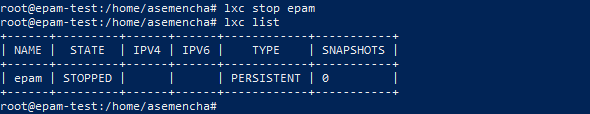 root@epam-test:/home/asemencha# lxc stop epam
root@epam-test:/home/asemencha# lxc list
+------+---------+------+------+------------+-----------+
| NAME |  STATE  | IPV4 | IPV6 |    TYPE    | SNAPSHOTS |
+------+---------+------+------+------------+-----------+
| epam | STOPPED |      |      | PERSISTENT | 0         |
+------+---------+------+------+------------+-----------+
root@epam-test:/home/asemencha#